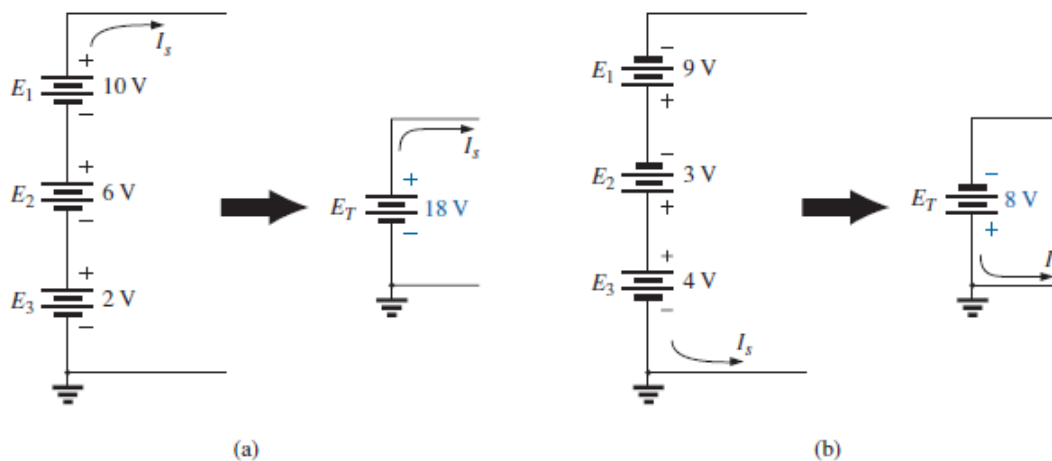 I_s
+
E_1 10 V
−
+
E_2 6 V
−
+
E_3 2 V
−
I_s
+
E_T 18 V
−
(a)
−
E_1 9 V
+
−
E_2 3 V
+
+
E_3 4 V
−
I_s
−
E_T 8 V
+
I
(b)